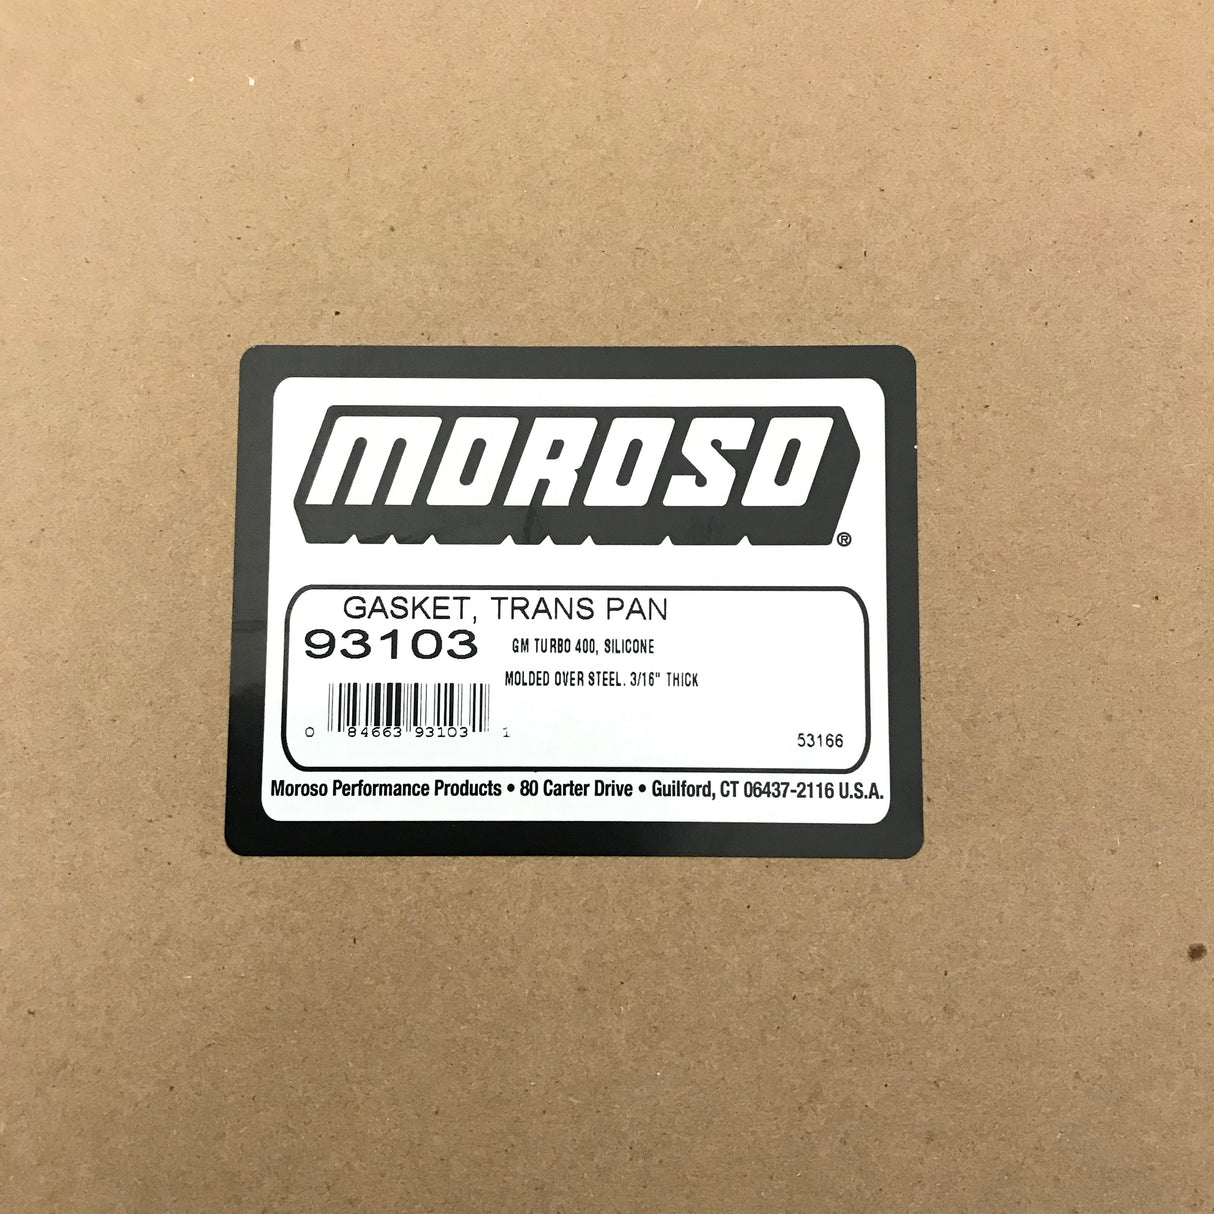 MOROSO®
GASKET, TRANS PAN
93103 GM TURBO 400, SILICONE
MOLDED OVER STEEL. 3/16" THICK
0 84663 93103 1
53166
Moroso Performance Products • 80 Carter Drive • Guilford, CT 06437-2116 U.S.A.